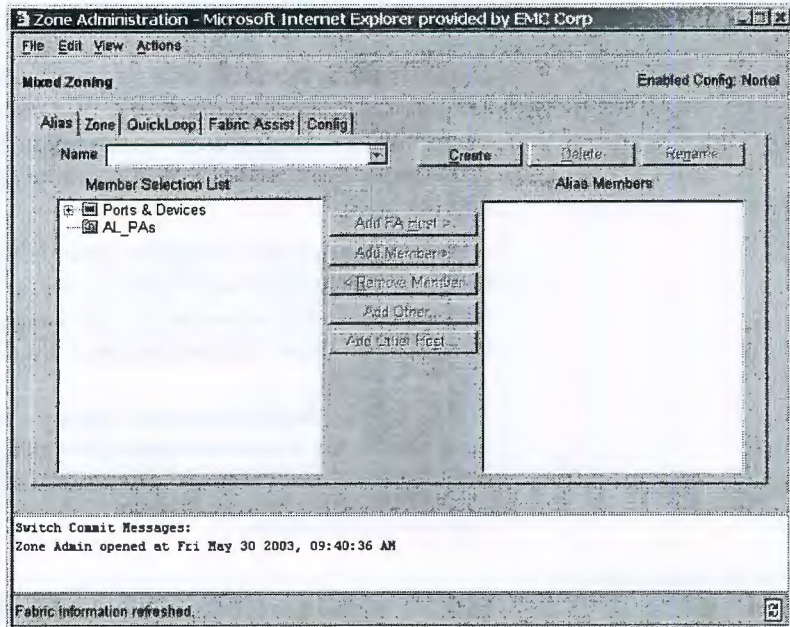 Zone Administration - Microsoft Internet Explorer provided by EMC Corp
File Edit View Actions
Mixed Zoning
Enabled Config: Nortel
Alias Zone QuickLoop Fabric Assist Config
Name
Create Delete Rename
Member Selection List
Alias Members
Ports & Devices
AL_PAs
Add FA Host >
Add Member >
< Remove Member
Add Other...
Add Other Host...
Switch Commit Messages:
Zone Admin opened at Fri May 30 2003, 09:40:36 AM
Fabric information refreshed.